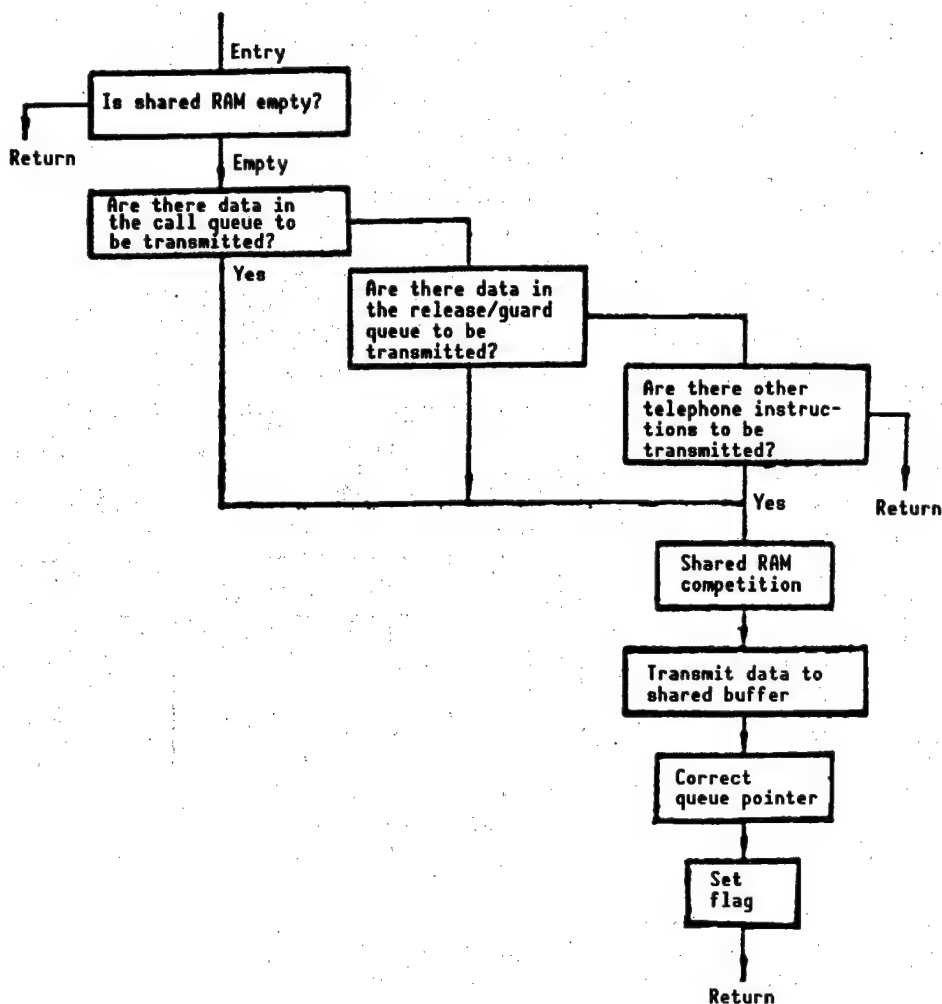 Entry
Is shared RAM empty?
Return
Empty
Are there data in
the call queue to
be transmitted?
Yes
Are there data in
the release/guard
queue to be
transmitted?
Are there other
telephone instruc-
tions to be
transmitted?
Yes
Return
Shared RAM
competition
Transmit data to
shared buffer
Correct
queue pointer
Set
flag
Return